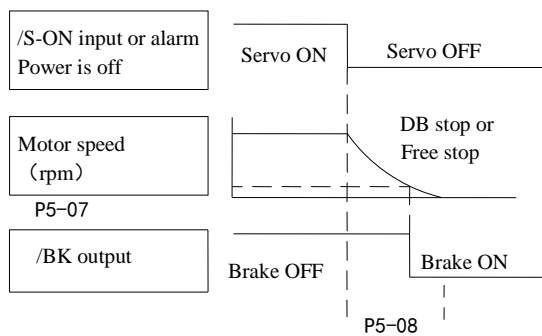 /S-ON input or alarm
Power is off
Servo ON
Servo OFF
Motor speed
（rpm）
DB stop or
Free stop
P5-07
/BK output
Brake OFF
Brake ON
P5-08